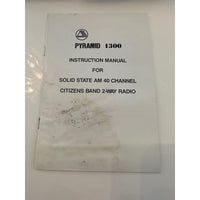 PYRAMID 1300
INSTRUCTION MANUAL
FOR
SOLID STATE AM 40 CHANNEL
CITIZENS BAND 2-WAY RADIO